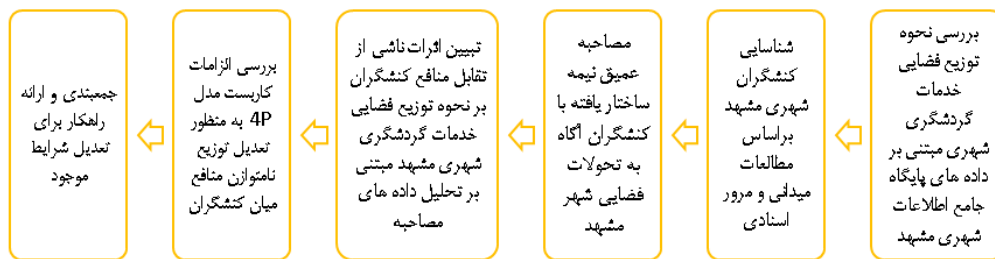 بررسی نحوه
توزیع فضایی
خدمات
گردشگری
شهری مبتنی بر
داده های پایگاه
جامع اطلاعات
شهری مشهد
شناسایی
کنشگران
شهری مشهد
براساس
مطالعات
میدانی و مرور
اسنادی
مصاحبه
عمیق نیمه
ساختار یافته با
کنشگران آگاه
به تحولات
فضایی شهر
مشهد
تبیین اثرات ناشی از
تقابل منافع کنشگران
بر نحوه توزیع فضایی
خدمات گردشگری
شهری مشهد مبتنی
بر تحلیل داده های
مصاحبه
بررسی الزامات
کاربست مدل
4P به منظور
تعدیل توزیع
نامتوازن منافع
میان کنشگران
جمعبندی و ارائه
راهکار برای
تعدیل شرایط
موجود